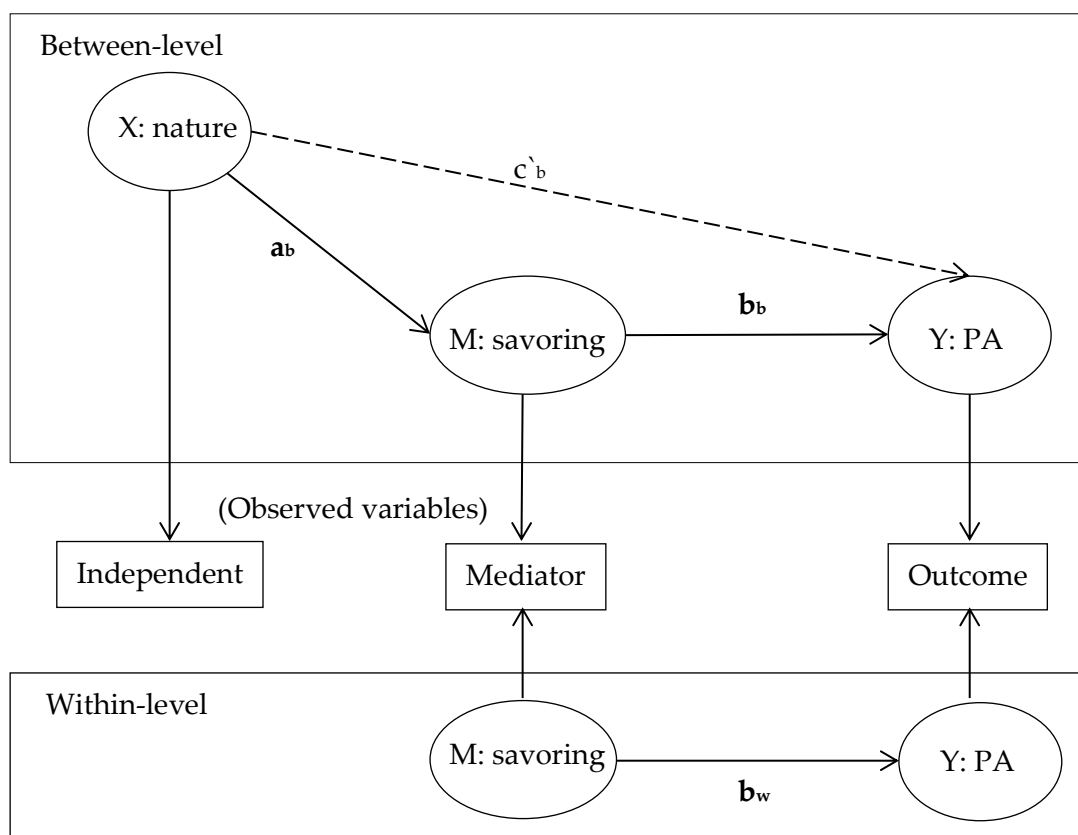 Between-level
X: nature
c`b
ab
bb
M: savoring
Y: PA
(Observed variables)
Independent
Mediator
Outcome
Within-level
M: savoring
Y: PA
bw